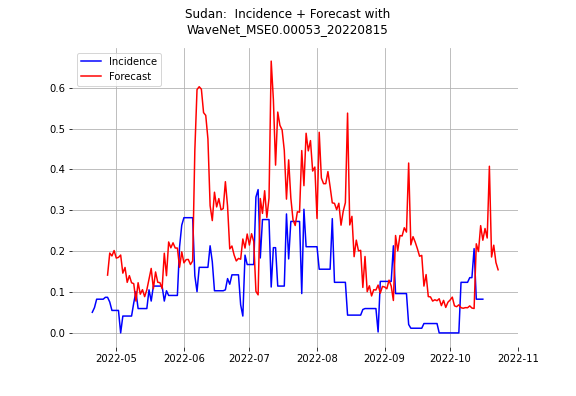 Sudan:  Incidence + Forecast with
WaveNet_MSE0.00053_20220815
Incidence
Forecast
0.6
0.5
0.4
0.3
0.2
0.1
0.0
2022-05 2022-06 2022-07 2022-08 2022-09 2022-10 2022-11